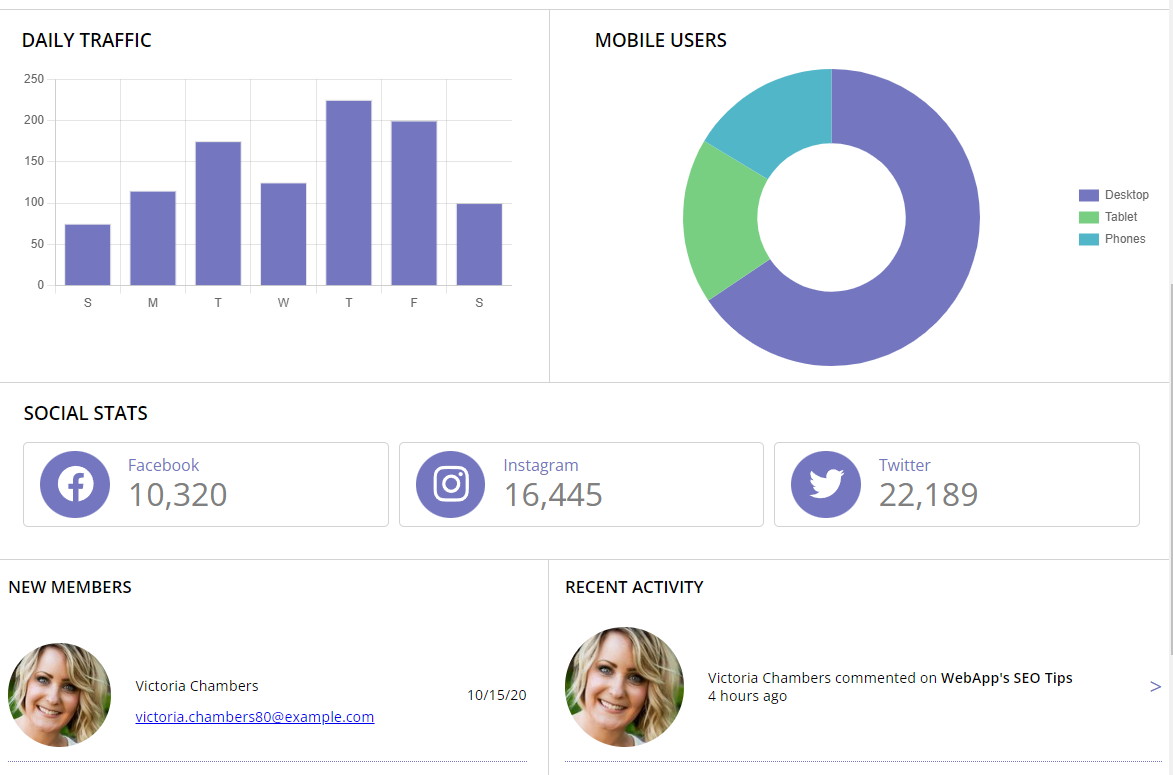 DAILY TRAFFIC
250
200
150
100
50
0
S M T W T F S
MOBILE USERS
Desktop
Tablet
Phones
SOCIAL STATS
Facebook
10,320
Instagram
16,445
Twitter
22,189
NEW MEMBERS
Victoria Chambers
victoria.chambers80@example.com
10/15/20
RECENT ACTIVITY
Victoria Chambers commented on WebApp's SEO Tips
4 hours ago
>